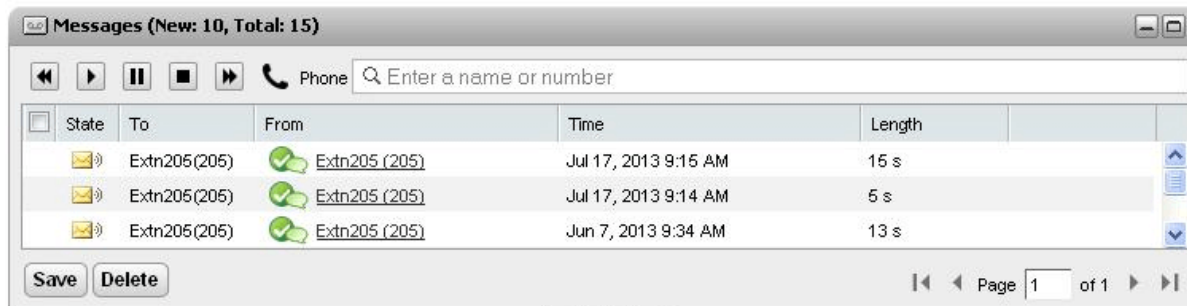 Messages (New: 10, Total: 15)
Phone Enter a name or number
State To From Time Length
Extn205(205) Extn205 (205) Jul 17, 2013 9:15 AM 15 s
Extn205(205) Extn205 (205) Jul 17, 2013 9:14 AM 5 s
Extn205(205) Extn205 (205) Jun 7, 2013 9:34 AM 13 s
Save Delete Page 1 of 1